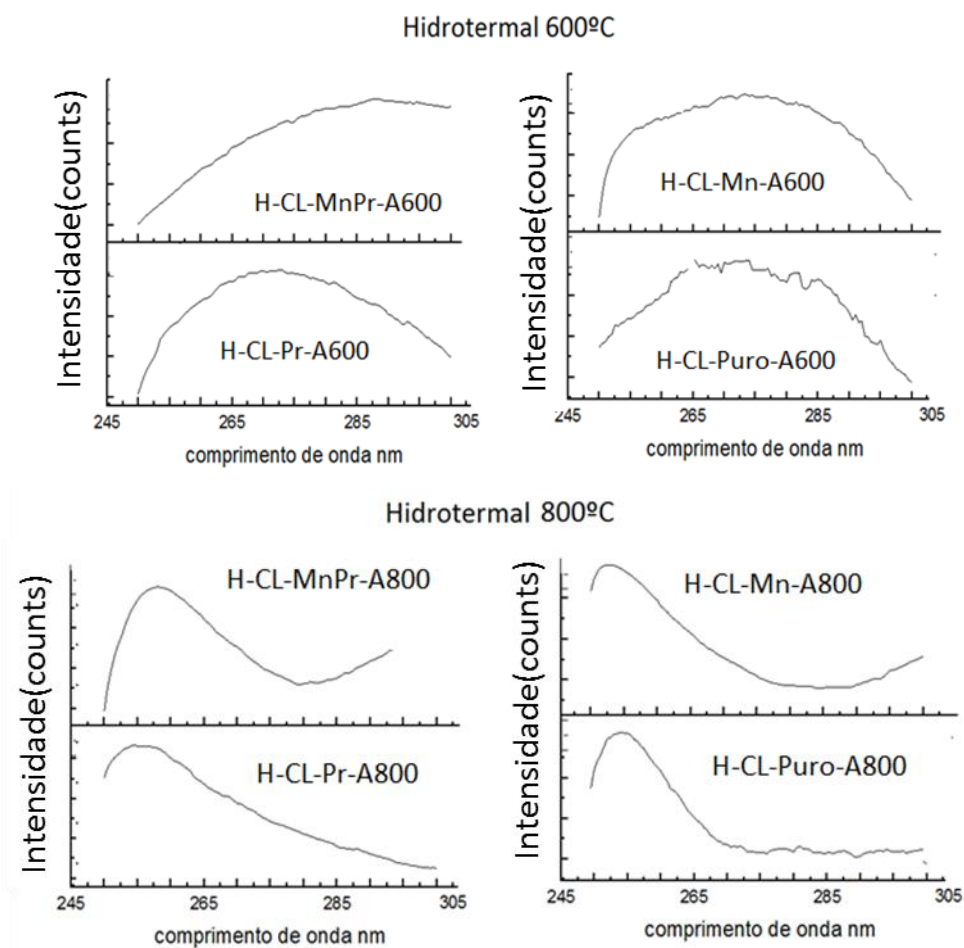 Hidrotermal 600ºC
Intensidade(counts)
H-CL-MnPr-A600
H-CL-Pr-A600
245 265 285 305
comprimento de onda nm
Intensidade(counts)
H-CL-Mn-A600
H-CL-Puro-A600
245 265 285 305
comprimento de onda nm
Hidrotermal 800ºC
Intensidade(counts)
H-CL-MnPr-A800
H-CL-Pr-A800
245 265 285 305
comprimento de onda nm
Intensidade(counts)
H-CL-Mn-A800
H-CL-Puro-A800
245 265 285 305
comprimento de onda nm